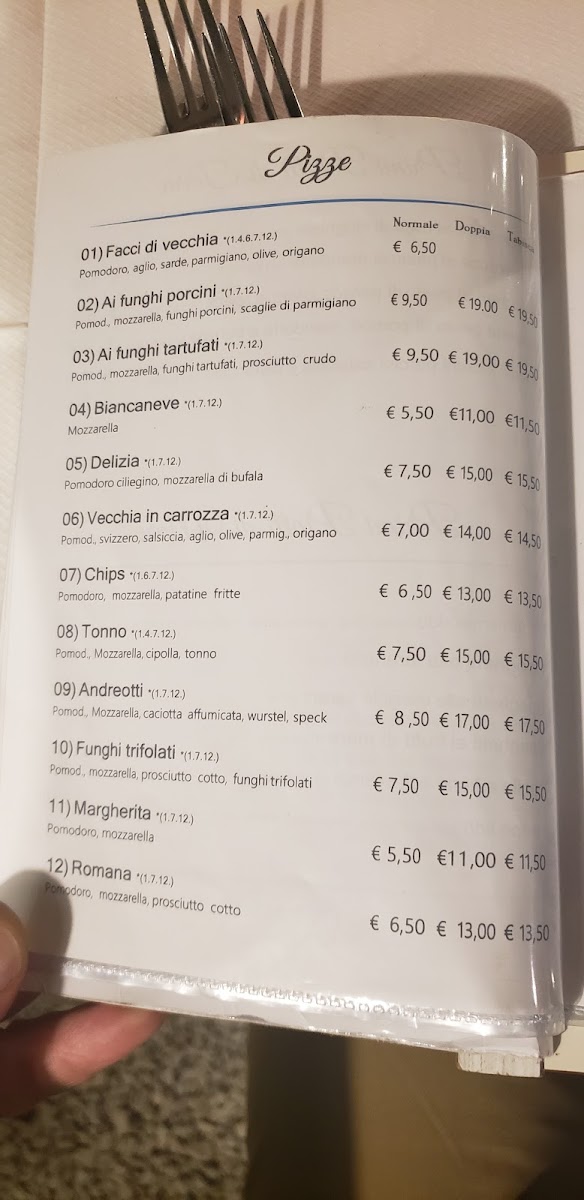 Pizze
Normale Doppia
01) Facci di vecchia *(1.4.6.7.12.) € 6,50
Pomodoro, aglio, sarde, parmigiano, olive, origano
02) Ai funghi porcini *(1.7.12.) € 9,50 € 19.00 € 19,50
Pomod., mozzarella, funghi porcini, scaglie di parmigiano
03) Ai funghi tartufati *(1.7.12.) € 9,50 € 19,00 € 19,50
Pomod., mozzarella, funghi tartufati, prosciutto crudo
04) Biancaneve *(1.7.12.) € 5,50 €11,00 €11,50
Mozzarella
05) Delizia *(1.7.12.) € 7,50 € 15,00 € 15,50
Pomodoro ciliegino, mozzarella di bufala
06) Vecchia in carrozza *(1.7.12.) € 7,00 € 14,00 € 14,50
Pomod., svizzero, salsiccia, aglio, olive, parmig., origano
07) Chips *(1.6.7.12.) € 6,50 € 13,00 € 13,50
Pomodoro, mozzarella, patatine fritte
08) Tonno *(1.4.7.12.) € 7,50 € 15,00 € 15,50
Pomod., Mozzarella, cipolla, tonno
09) Andreotti *(1.7.12.) € 8,50 € 17,00 € 17,50
Pomod., Mozzarella, caciotta affumicata, wurstel, speck
10) Funghi trifolati *(1.7.12.) € 7,50 € 15,00 € 15,50
Pomod., mozzarella, prosciutto cotto, funghi trifolati
11) Margherita *(1.7.12.) € 5,50 €11,00 € 11,50
Pomodoro, mozzarella
12) Romana *(1.7.12.) € 6,50 € 13,00 € 13,50
Pomodoro, mozzarella, prosciutto cotto